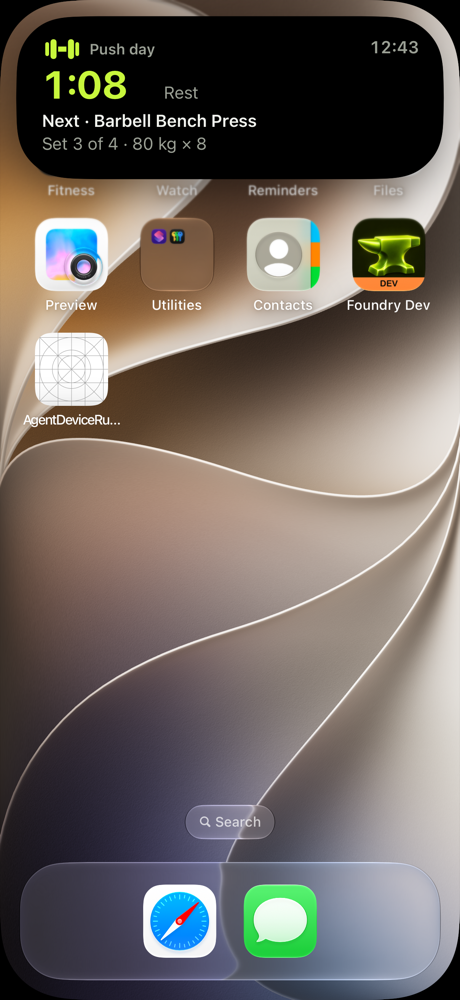 Push day
12:43
1:08
Rest
Next · Barbell Bench Press
Set 3 of 4 · 80 kg × 8
Fitness
Watch
Reminders
Files
Preview
Utilities
Contacts
DEV
Foundry Dev
AgentDeviceRu...
Search